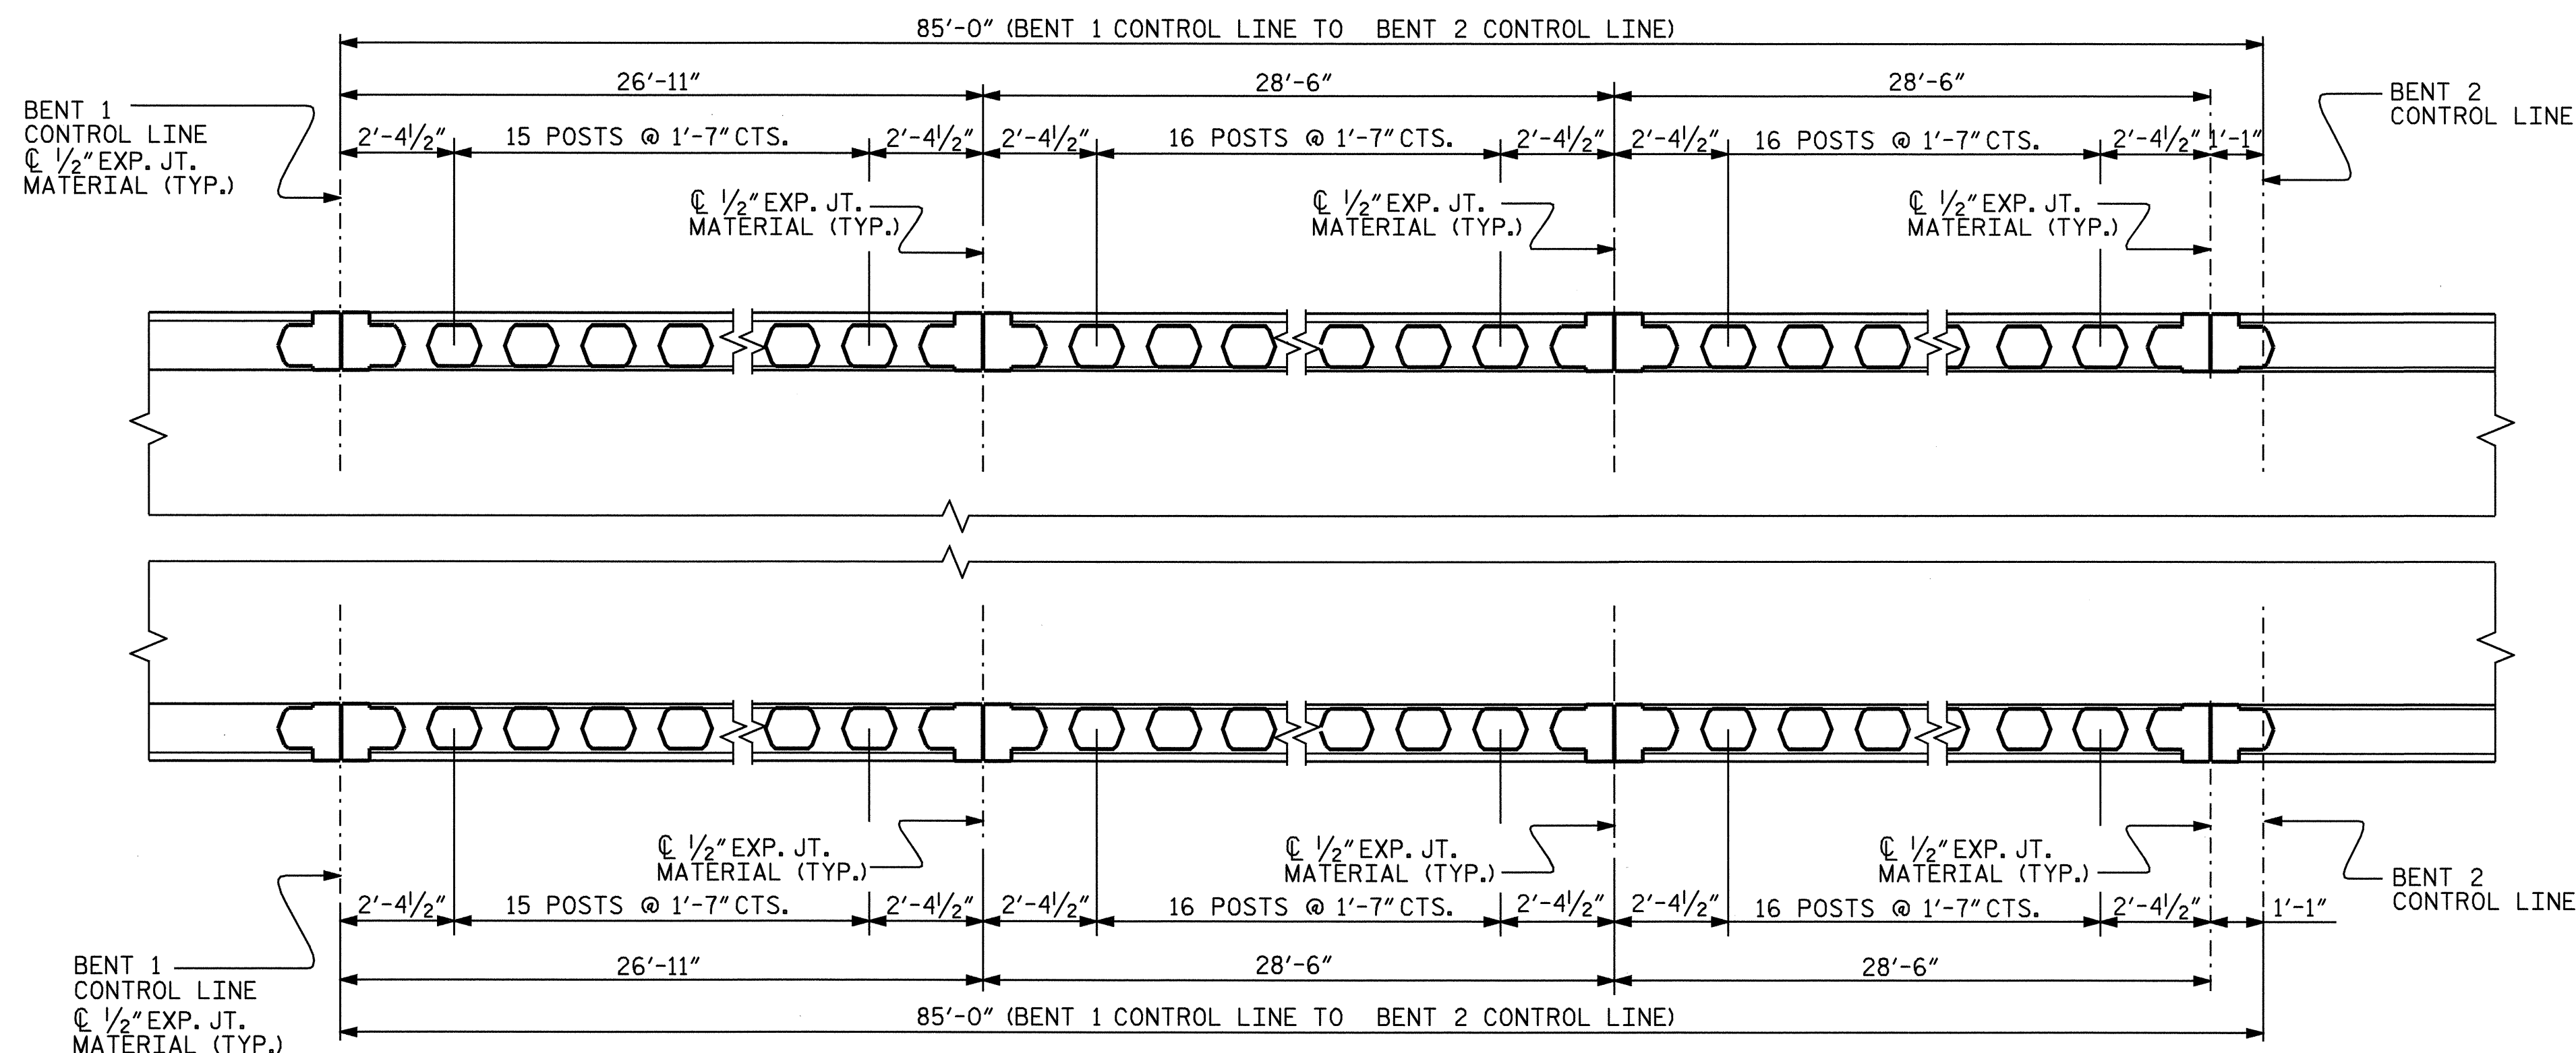 85'-0" (BENT 1 CONTROL LINE TO BENT 2 CONTROL LINE)
26'-11" 28'-6" 28'-6"
BENT 1
CONTROL LINE
℄ 1/2" EXP. JT.
MATERIAL (TYP.)
BENT 2
CONTROL LINE
2'-4 1/2" 15 POSTS @ 1'-7" CTS. 2'-4 1/2" 2'-4 1/2" 16 POSTS @ 1'-7" CTS. 2'-4 1/2" 2'-4 1/2" 16 POSTS @ 1'-7" CTS. 2'-4 1/2" 1'-1"
℄ 1/2" EXP. JT.
MATERIAL (TYP.)
℄ 1/2" EXP. JT.
MATERIAL (TYP.)
℄ 1/2" EXP. JT.
MATERIAL (TYP.)
℄ 1/2" EXP. JT.
MATERIAL (TYP.)
℄ 1/2" EXP. JT.
MATERIAL (TYP.)
℄ 1/2" EXP. JT.
MATERIAL (TYP.)
BENT 2
CONTROL LINE
2'-4 1/2" 15 POSTS @ 1'-7" CTS. 2'-4 1/2" 2'-4 1/2" 16 POSTS @ 1'-7" CTS. 2'-4 1/2" 2'-4 1/2" 16 POSTS @ 1'-7" CTS. 2'-4 1/2" 1'-1"
BENT 1
CONTROL LINE
℄ 1/2" EXP. JT.
MATERIAL (TYP.)
26'-11" 28'-6" 28'-6"
85'-0" (BENT 1 CONTROL LINE TO BENT 2 CONTROL LINE)